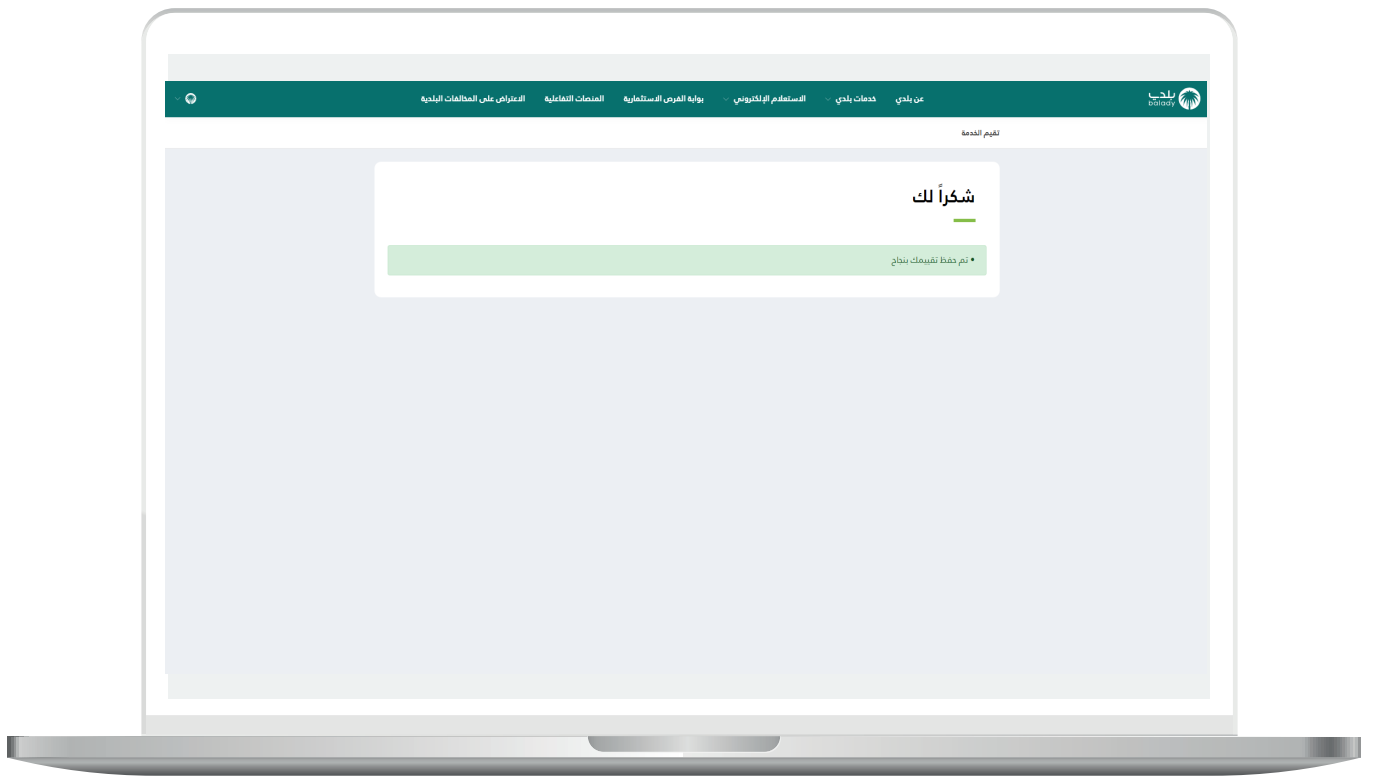 بلدي
balady
عن بلدي خدمات بلدي الاستعلام الإلكتروني بوابة الفرص الاستثمارية المنصات التفاعلية الاعتراض على المخالفات البلدية
تقيم الخدمة
شكراً لك
• تم حفظ تقييمك بنجاح